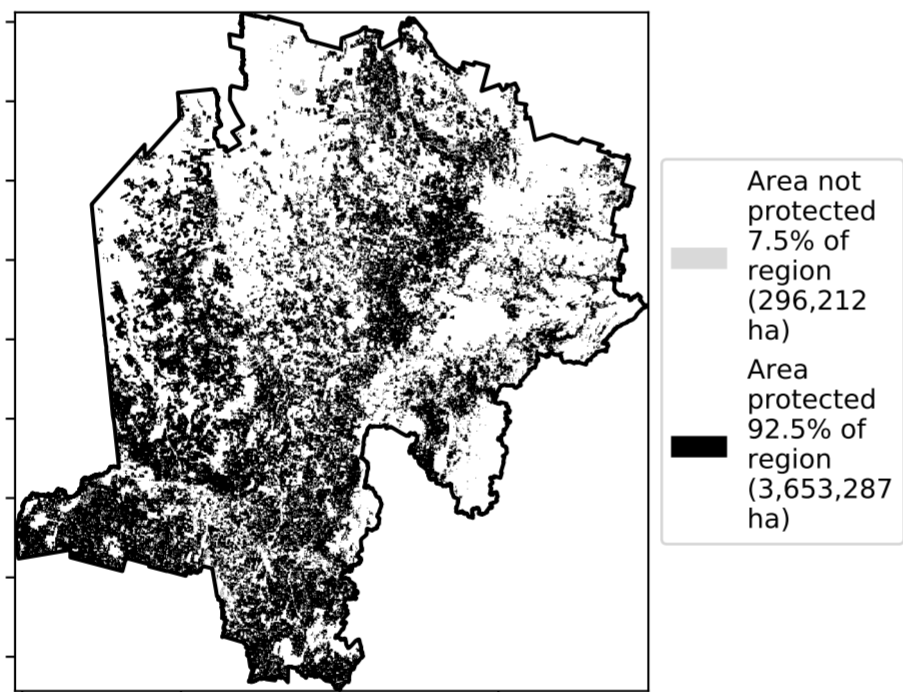 Area not
protected
7.5% of
region
(296,212
ha)
Area
protected
92.5% of
region
(3,653,287
ha)